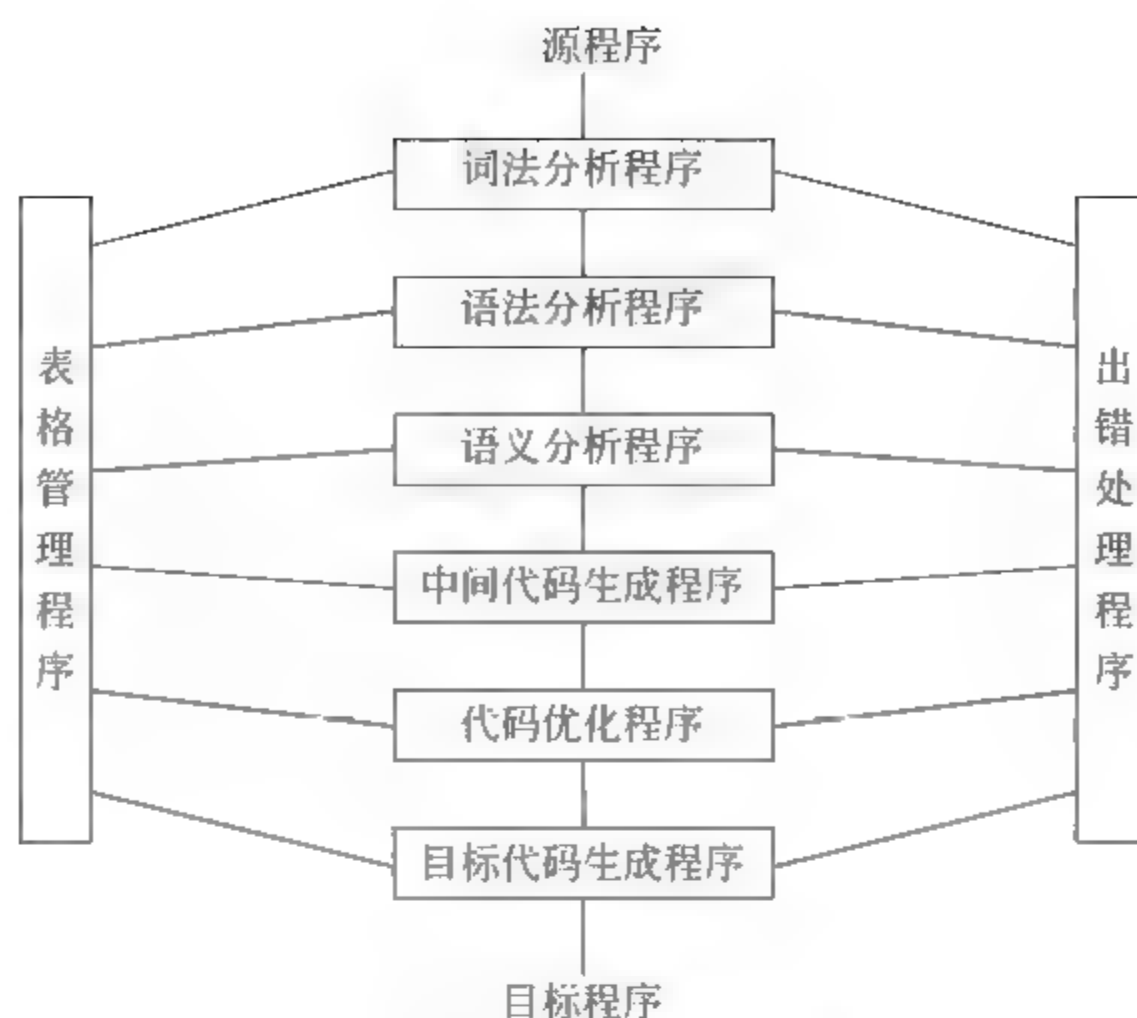 源程序
词法分析程序
语法分析程序
语义分析程序
中间代码生成程序
代码优化程序
目标代码生成程序
目标程序
表格管理程序
出错处理程序